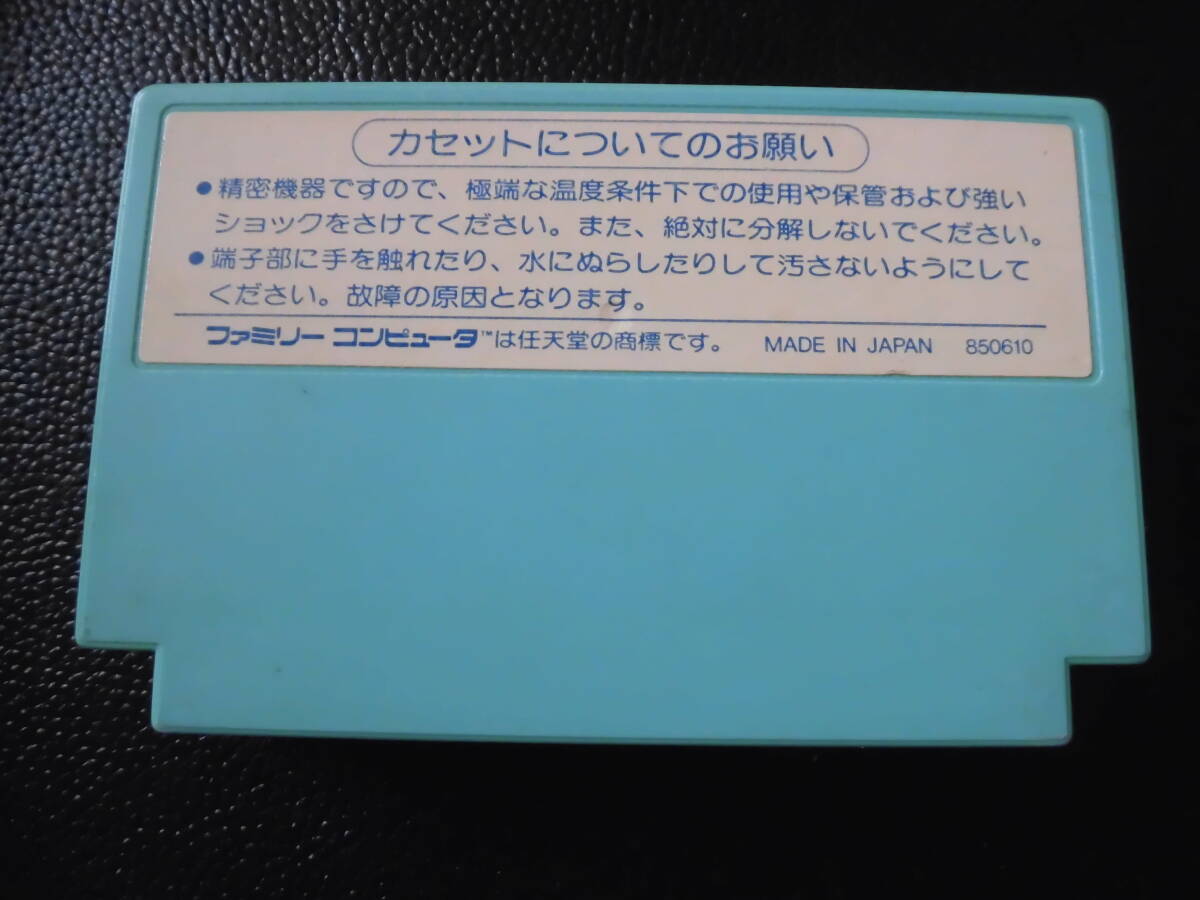 カセットについてのお願い
●精密機器ですので、極端な温度条件下での使用や保管および強い
ショックをさけてください。また、絶対に分解しないでください。
●端子部に手を触れたり、水にぬらしたりして汚さないようにして
ください。故障の原因となります。
ファミリーコンピュータ™は任天堂の商標です。 MADE IN JAPAN 850610